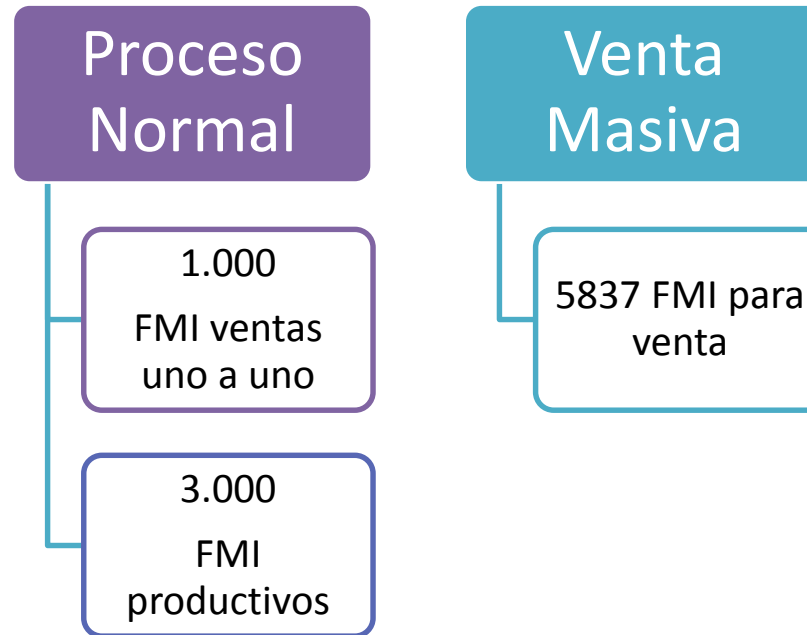 Proceso
Normal
1.000
FMI ventas
uno a uno
3.000
FMI
productivos
Venta
Masiva
5837 FMI para
venta